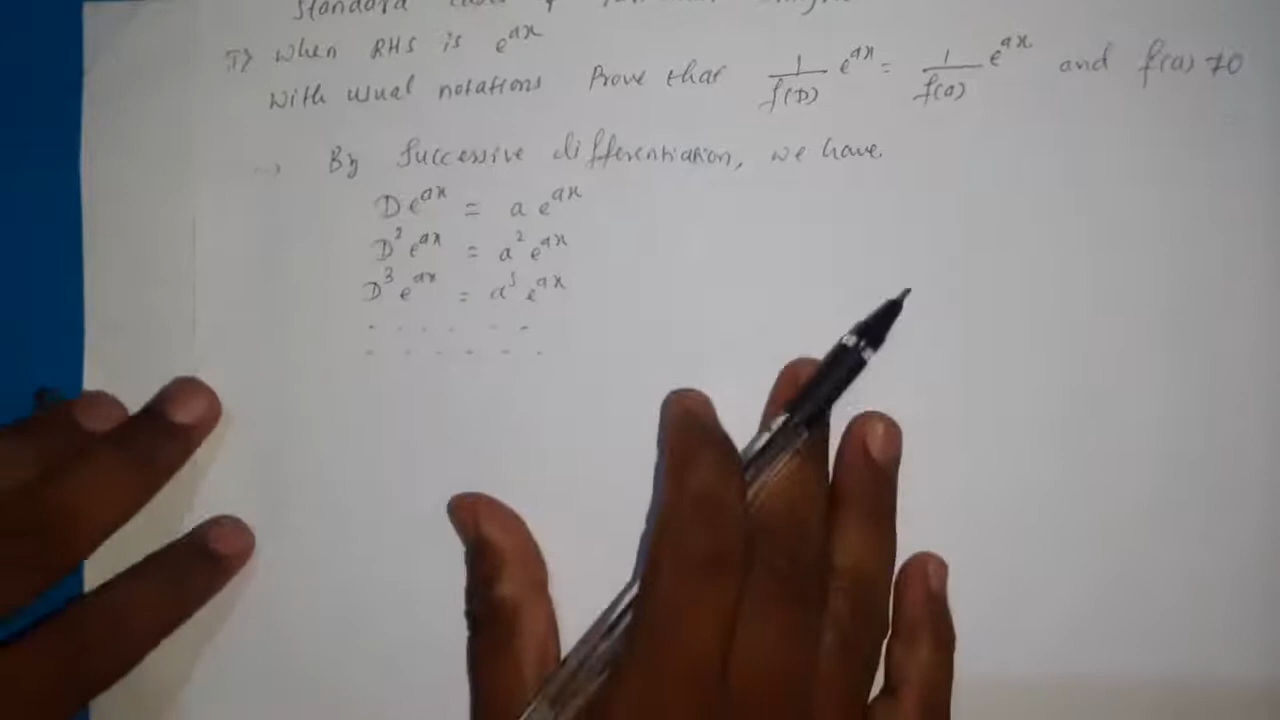 Standard
I) When RHS is e^ax
With usual notations Prove that 1/f(D) e^ax = 1/f(a) e^ax and f(a) ≠ 0
By Successive differentiation, we have.
D e^ax = a e^ax
D^2 e^ax = a^2 e^ax
D^3 e^ax = a^3 e^ax
- - - - - -
- - - - - -